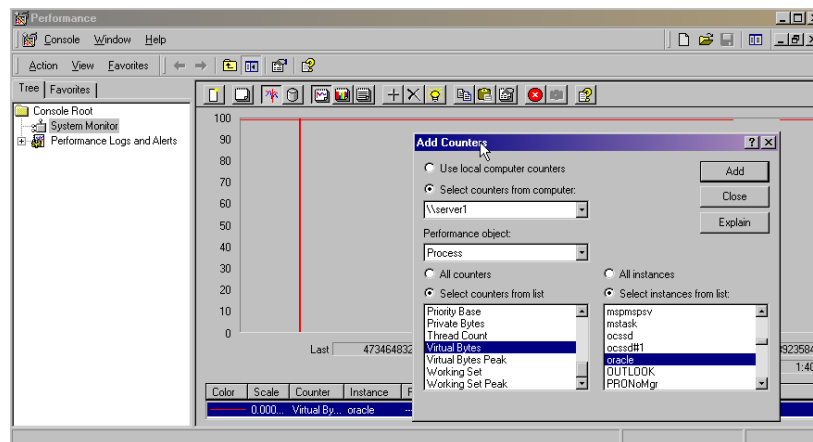 Performance
Console Window Help
Action View Favorites
Tree Favorites
Console Root
System Monitor
Performance Logs and Alerts
100
90
80
70
60
50
40
30
20
10
0
Last 473464832
Color Scale Counter Instance
0.000... Virtual By... oracle
Add Counters
Use local computer counters
Select counters from computer:
\\server1
Performance object:
Process
All counters
Select counters from list
Priority Base
Private Bytes
Thread Count
Virtual Bytes
Virtual Bytes Peak
Working Set
Working Set Peak
All instances
Select instances from list:
mspmspsv
mstask
ocssd
ocssd#1
oracle
OUTLOOK
PRONoMgr
Add
Close
Explain
923584
1:40